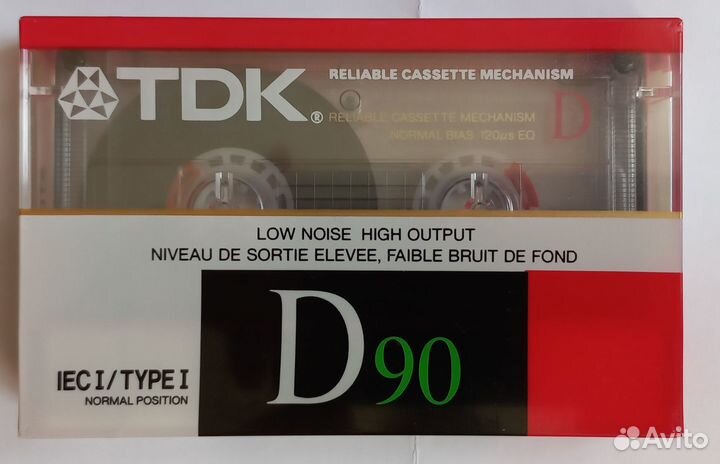 TDK®
RELIABLE CASSETTE MECHANISM
RELIABLE CASSETTE MECHANISM
NORMAL BIAS 120µs EQ
D
LOW NOISE HIGH OUTPUT
NIVEAU DE SORTIE ELEVEE, FAIBLE BRUIT DE FOND
D90
IEC I/TYPE I
NORMAL POSITION
Avito